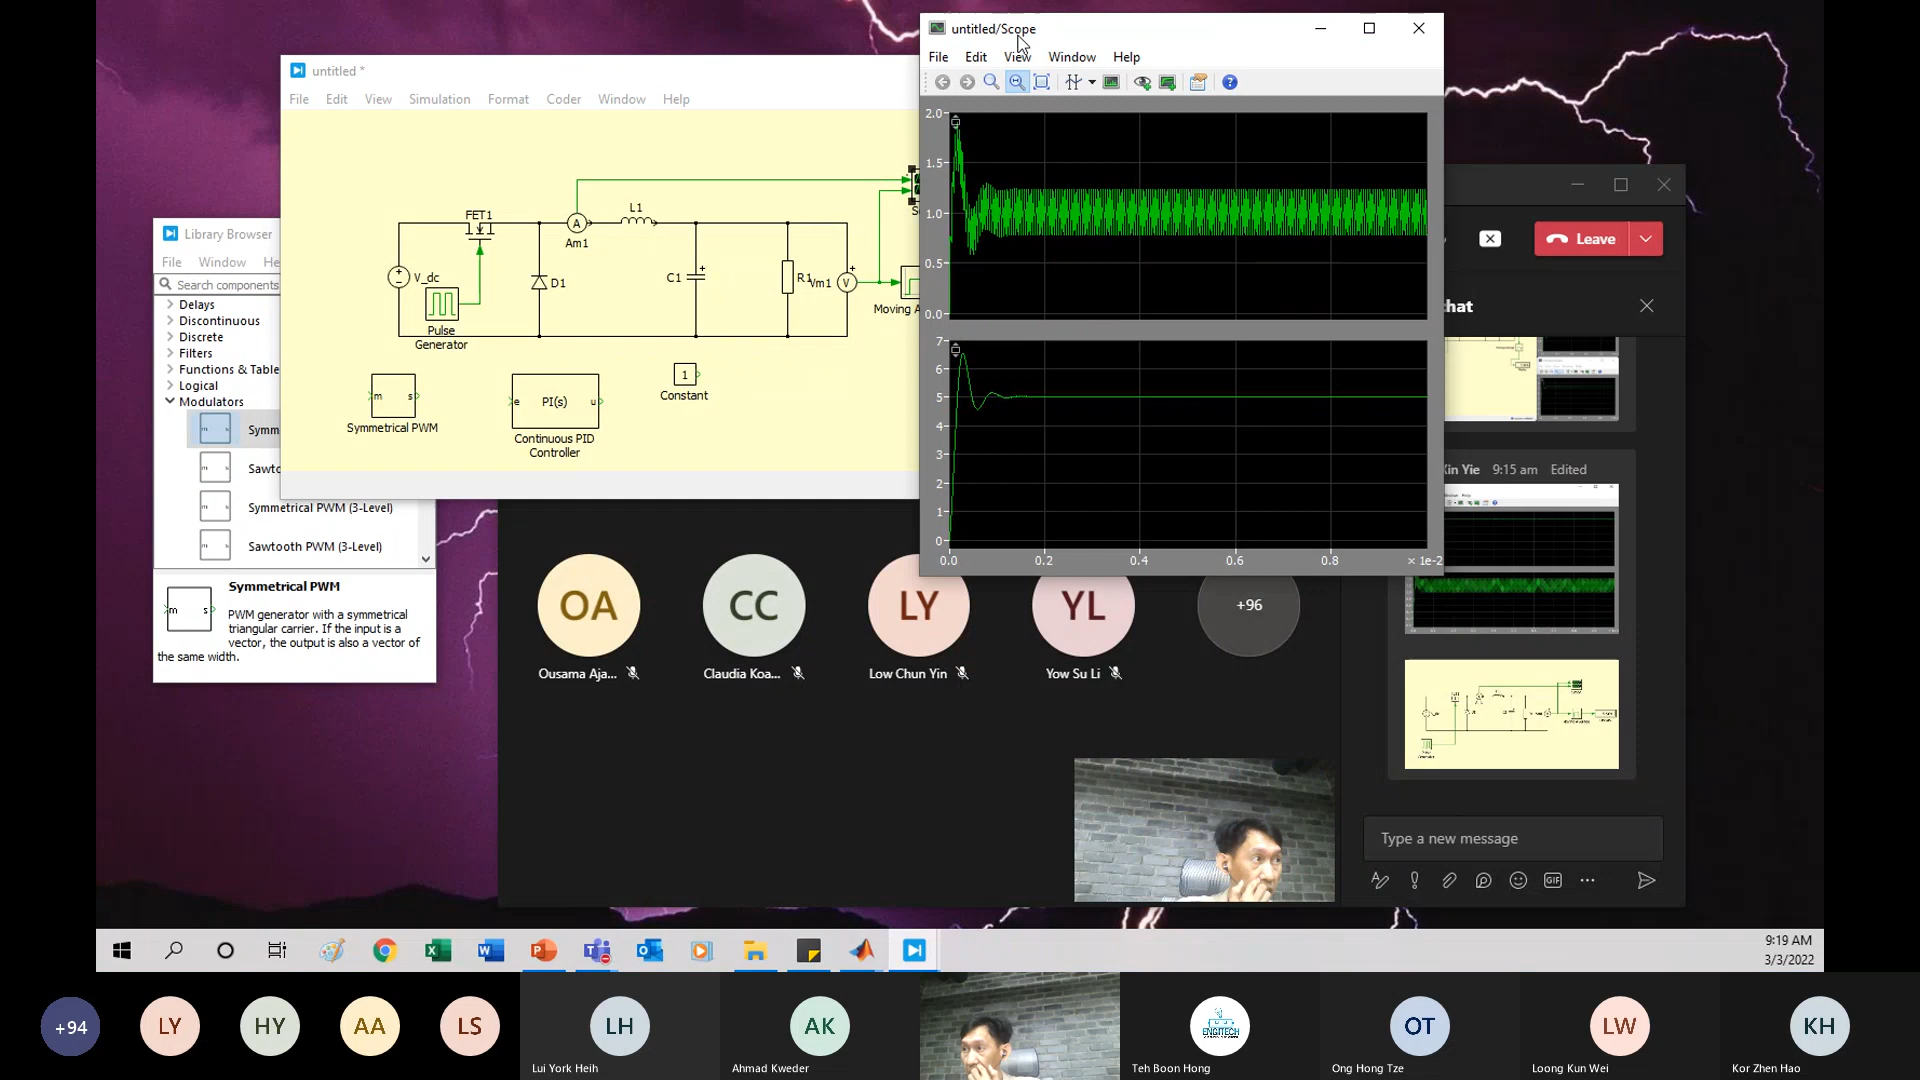 untitled/Scope
File Edit View Window Help
untitled *
File Edit View Simulation Format Coder Window Help
2.0
1.5
1.0
0.5
0.0
7
6
5
4
3
2
1
0
0.0 0.2 0.4 0.6 0.8 × 1e-2
FET1
A
Am1
L1
V_dc
D1
C1
R1
Vm1
V
Pulse
Generator
Moving A
m s
Symmetrical PWM
e PI(s) u
Continuous PID
Controller
1
Constant
Library Browser
File Window He
Search components
Delays
Discontinuous
Discrete
Filters
Functions & Table
Logical
Modulators
Symm
Sawto
Symmetrical PWM (3-Level)
Sawtooth PWM (3-Level)
Symmetrical PWM
m s
PWM generator with a symmetrical
triangular carrier. If the input is a
vector, the output is also a vector of
the same width.
Leave
hat
Xin Yie 9:15 am Edited
OA
Ousama Aja...
CC
Claudia Koa...
LY
Low Chun Yin
YL
Yow Su Li
+96
Type a new message
GIF
9:19 AM
3/3/2022
+94
LY
HY
AA
LS
LH
Lui York Heih
AK
Ahmad Kweder
ENGITECH
Teh Boon Hong
OT
Ong Hong Tze
LW
Loong Kun Wei
KH
Kor Zhen Hao